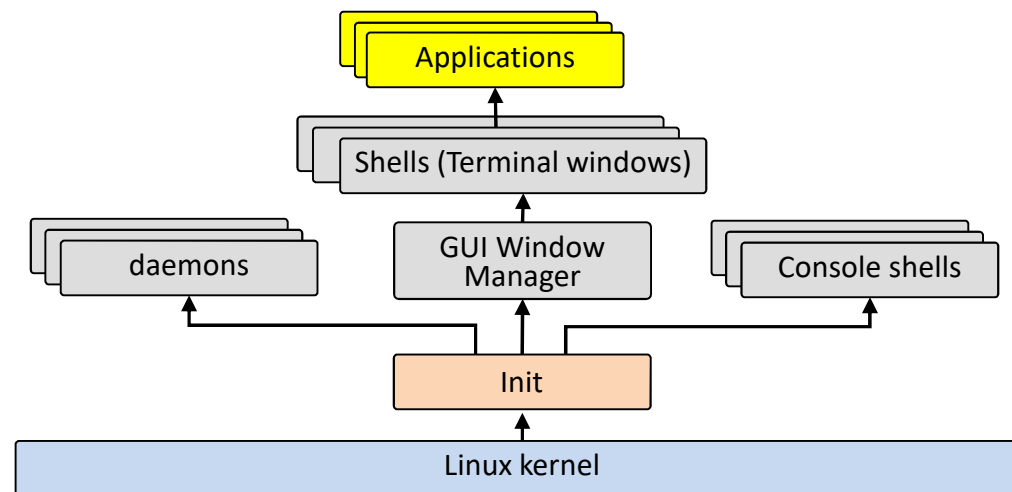 Applications
Shells (Terminal windows)
daemons
GUI Window
Manager
Console shells
Init
Linux kernel